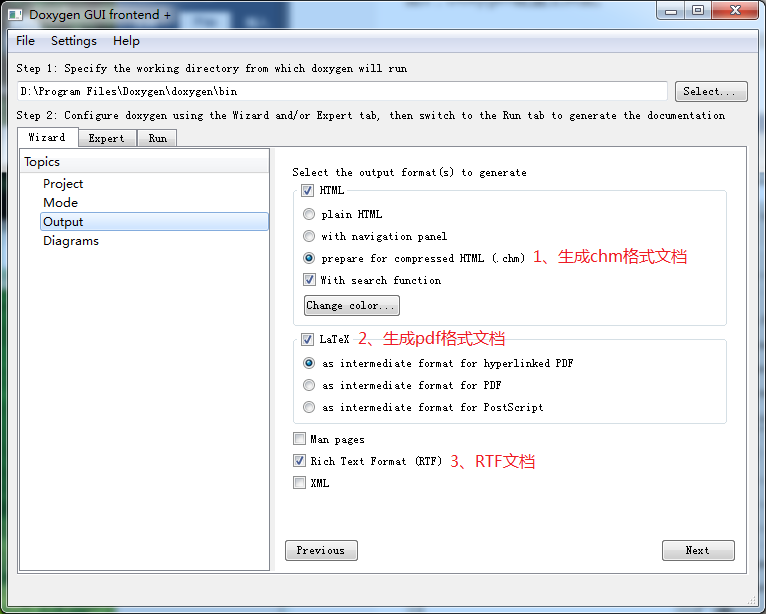 Doxygen GUI frontend +
File Settings Help
Step 1: Specify the working directory from which doxygen will run
D:\Program Files\Doxygen\doxygen\bin
Select...
Step 2: Configure doxygen using the Wizard and/or Expert tab, then switch to the Run tab to generate the documentation
Wizard Expert Run
Topics
Project
Mode
Output
Diagrams
Select the output format(s) to generate
HTML
plain HTML
with navigation panel
prepare for compressed HTML (.chm) 1、生成chm格式文档
With search function
Change color...
LaTeX 2、生成pdf格式文档
as intermediate format for hyperlinked PDF
as intermediate format for PDF
as intermediate format for PostScript
Man pages
Rich Text Format (RTF) 3、RTF文档
XML
Previous Next